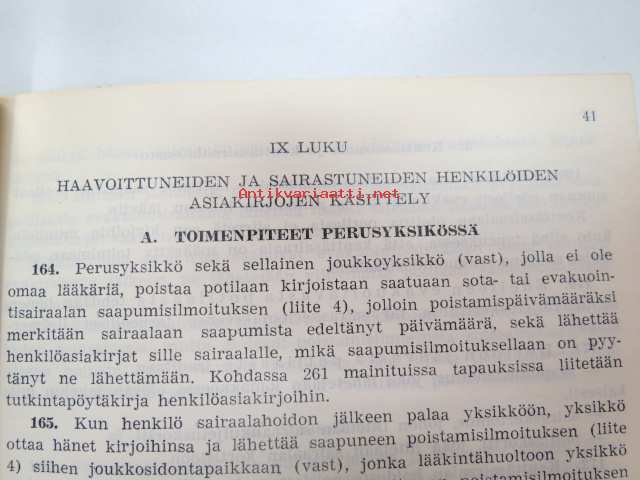 41
IX LUKU
HAAVOITTUNEIDEN JA SAIRASTUNEIDEN HENKILÖIDEN
Antikvariaatti.net
ASIAKIRJOJEN KÄSITTELY
A. TOIMENPITEET PERUSYKSIKÖSSÄ
164. Perusyksikkö sekä sellainen joukkoyksikkö (vast), jolla ei ole
omaa lääkäriä, poistaa potilaan kirjoistaan saatuaan sota- tai evakuoin-
tisairaalan saapumisilmoituksen (liite 4), jolloin poistamispäivämääräksi
merkitään sairaalaan saapumista edeltänyt päivämäärä, sekä lähettää
henkilöasiakirjat sille sairaalalle, mikä saapumisilmoituksellaan on pyy-
tänyt ne lähettämään. Kohdassa 261 mainituissa tapauksissa liitetään
tutkintapöytäkirja henkilöasiakirjoihin.
165. Kun henkilö sairaalahoidon jälkeen palaa yksikköön, yksikkö
ottaa hänet kirjoihinsa ja lähettää saapuneen poistamisilmoituksen (liite
4) siihen joukkosidontapaikkaan (vast), jonka lääkintähuoltoon yksikkö
poistamisilmoituksen